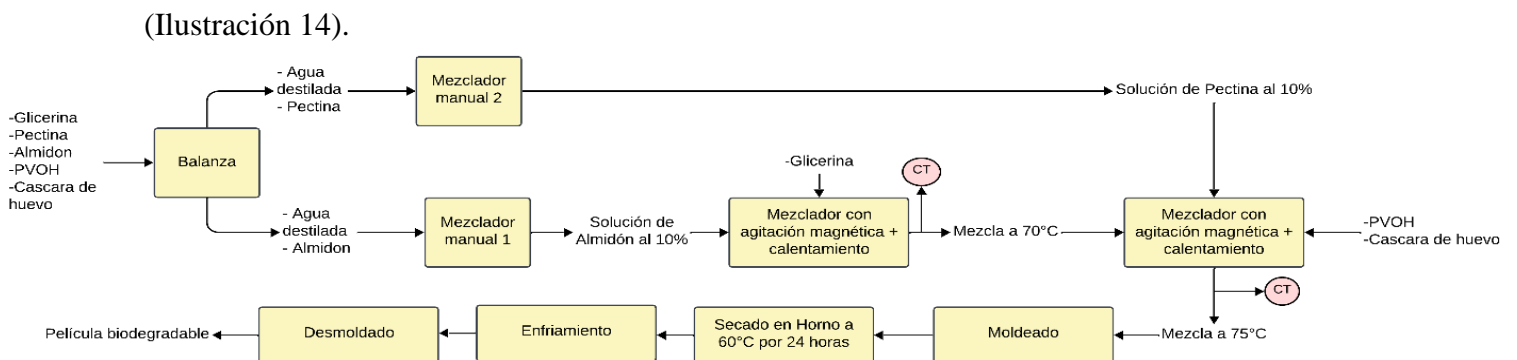 (Ilustración 14).
- Agua
destilada
- Pectina
Mezclador
manual 2
Solución de Pectina al 10%
-Glicerina
-Pectina
-Almidon
-PVOH
-Cascara de
huevo
Balanza
-Glicerina
CT
- Agua
destilada
- Almidon
Mezclador
manual 1
Solución de
Almidón al 10%
Mezclador con
agitación magnética +
calentamiento
Mezcla a 70°C
Mezclador con
agitación magnética +
calentamiento
-PVOH
-Cascara de huevo
CT
Película biodegradable
Desmoldado
Enfriamiento
Secado en Horno a
60°C por 24 horas
Moldeado
Mezcla a 75°C